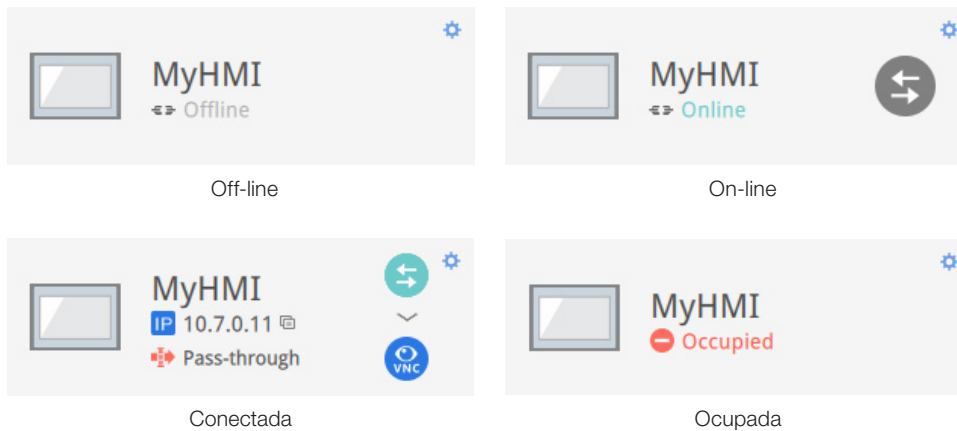 MyHMI
Offline
Off-line
MyHMI
Online
On-line
MyHMI
IP 10.7.0.11
Pass-through
VNC
Conectada
MyHMI
Occupied
Ocupada